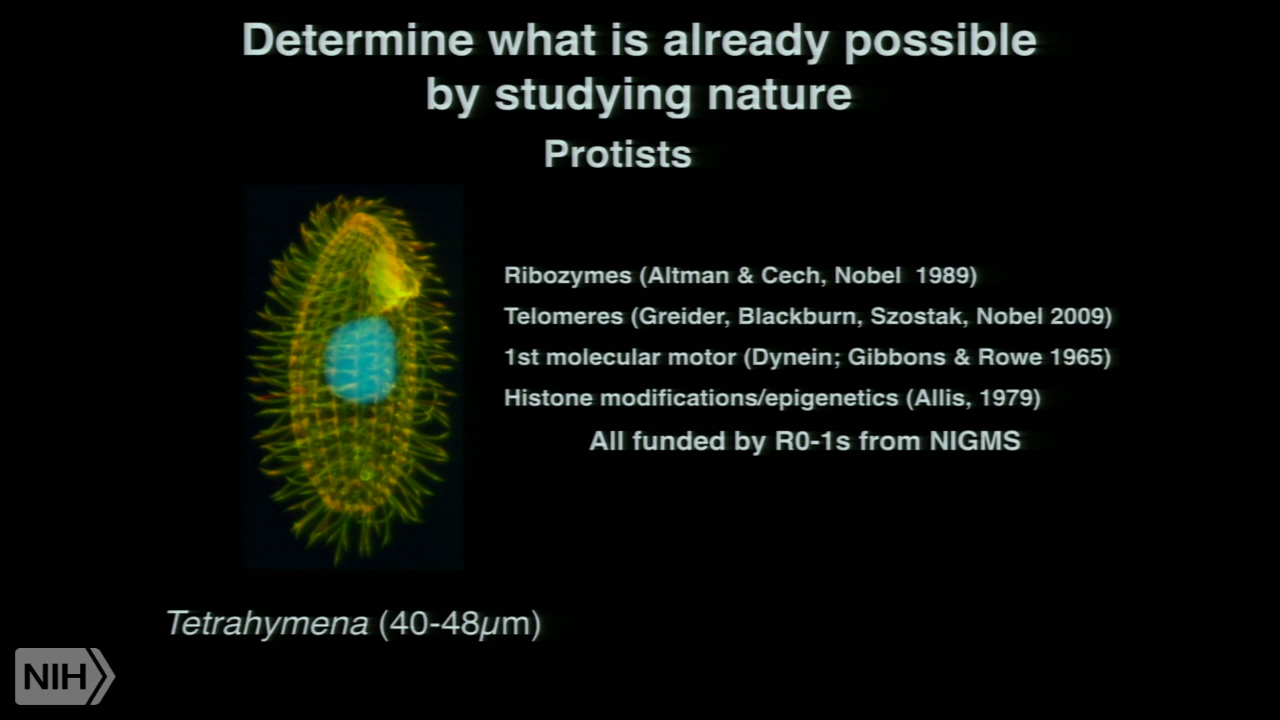 Determine what is already possible
by studying nature
Protists
Ribozymes (Altman & Cech, Nobel  1989)
Telomeres (Greider, Blackburn, Szostak, Nobel 2009)
1st molecular motor (Dynein; Gibbons & Rowe 1965)
Histone modifications/epigenetics (Allis, 1979)
All funded by R0-1s from NIGMS
Tetrahymena (40-48µm)
NIH